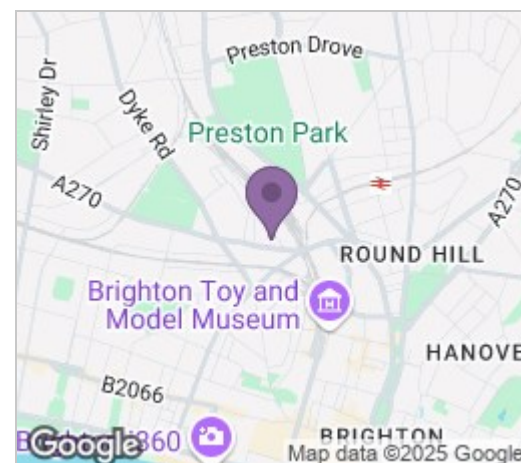 Preston Drove
Shirley Dr
Dyke Rd
Preston Park
A270
A270
ROUND HILL
Brighton Toy and
Model Museum
HANOVE
B2066
BRIGHTON
Google
Map data ©2025 Google